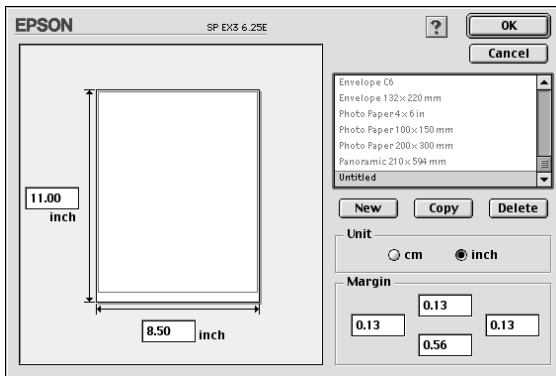 EPSON
SP EX3 6.25E
?
OK
Cancel
Envelope C6
Envelope 132 x 220 mm
Photo Paper 4 x 6 in
Photo Paper 100 x 150 mm
Photo Paper 200 x 300 mm
Panoramic 210 x 594 mm
Untitled
New Copy Delete
11.00
inch
8.50 inch
Unit
cm inch
Margin
0.13
0.13 0.13
0.56